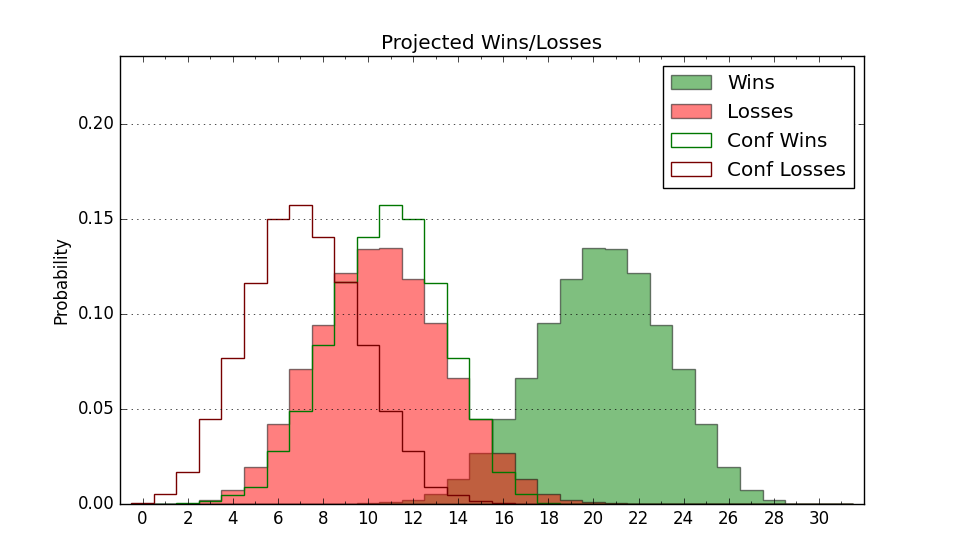 Projected Wins/Losses
Wins
Losses
Conf Wins
Conf Losses
Probability
0.20
0.15
0.10
0.05
0.00
0 2 4 6 8 10 12 14 16 18 20 22 24 26 28 30